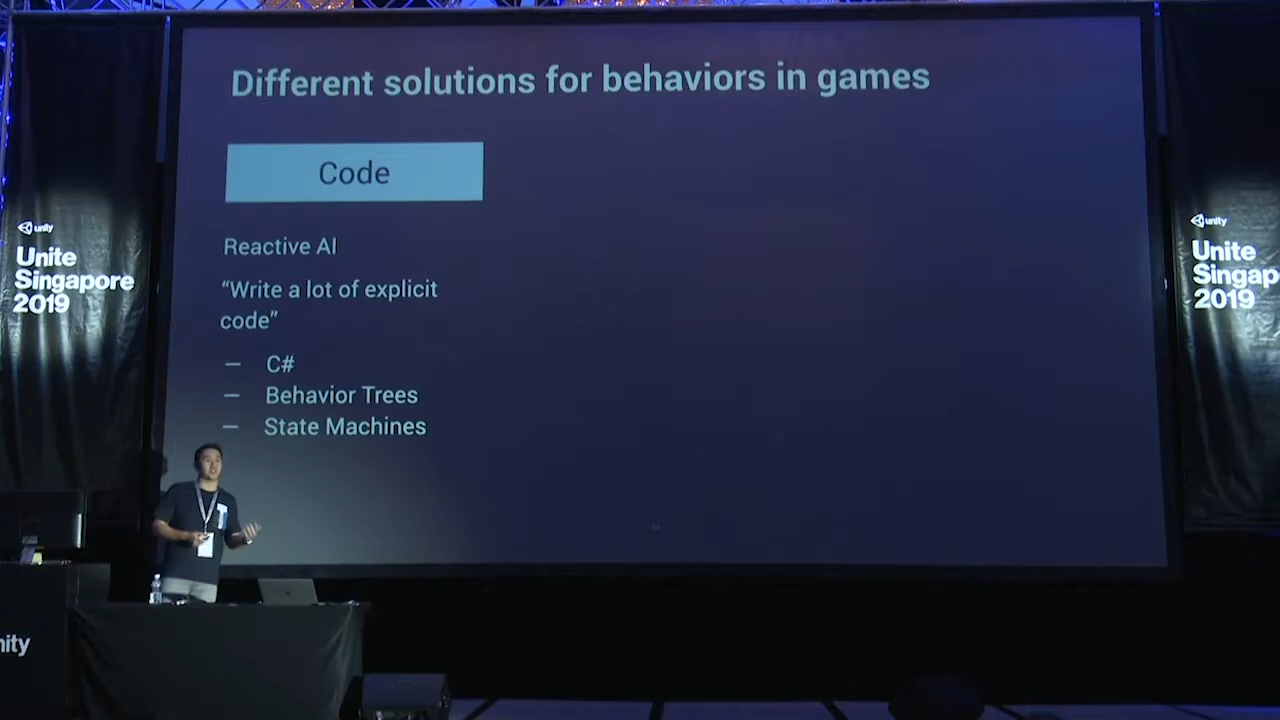 Different solutions for behaviors in games
Code
Reactive AI
“Write a lot of explicit
code”
– C#
– Behavior Trees
– State Machines
unity
Unite
Singapore
2019
unity
Unite
Singap
2019
nity